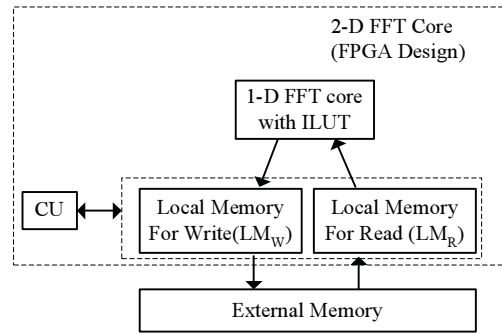 2-D FFT Core
(FPGA Design)
1-D FFT core
with ILUT
CU
Local Memory
For Write(LM_W)
Local Memory
For Read (LM_R)
External Memory